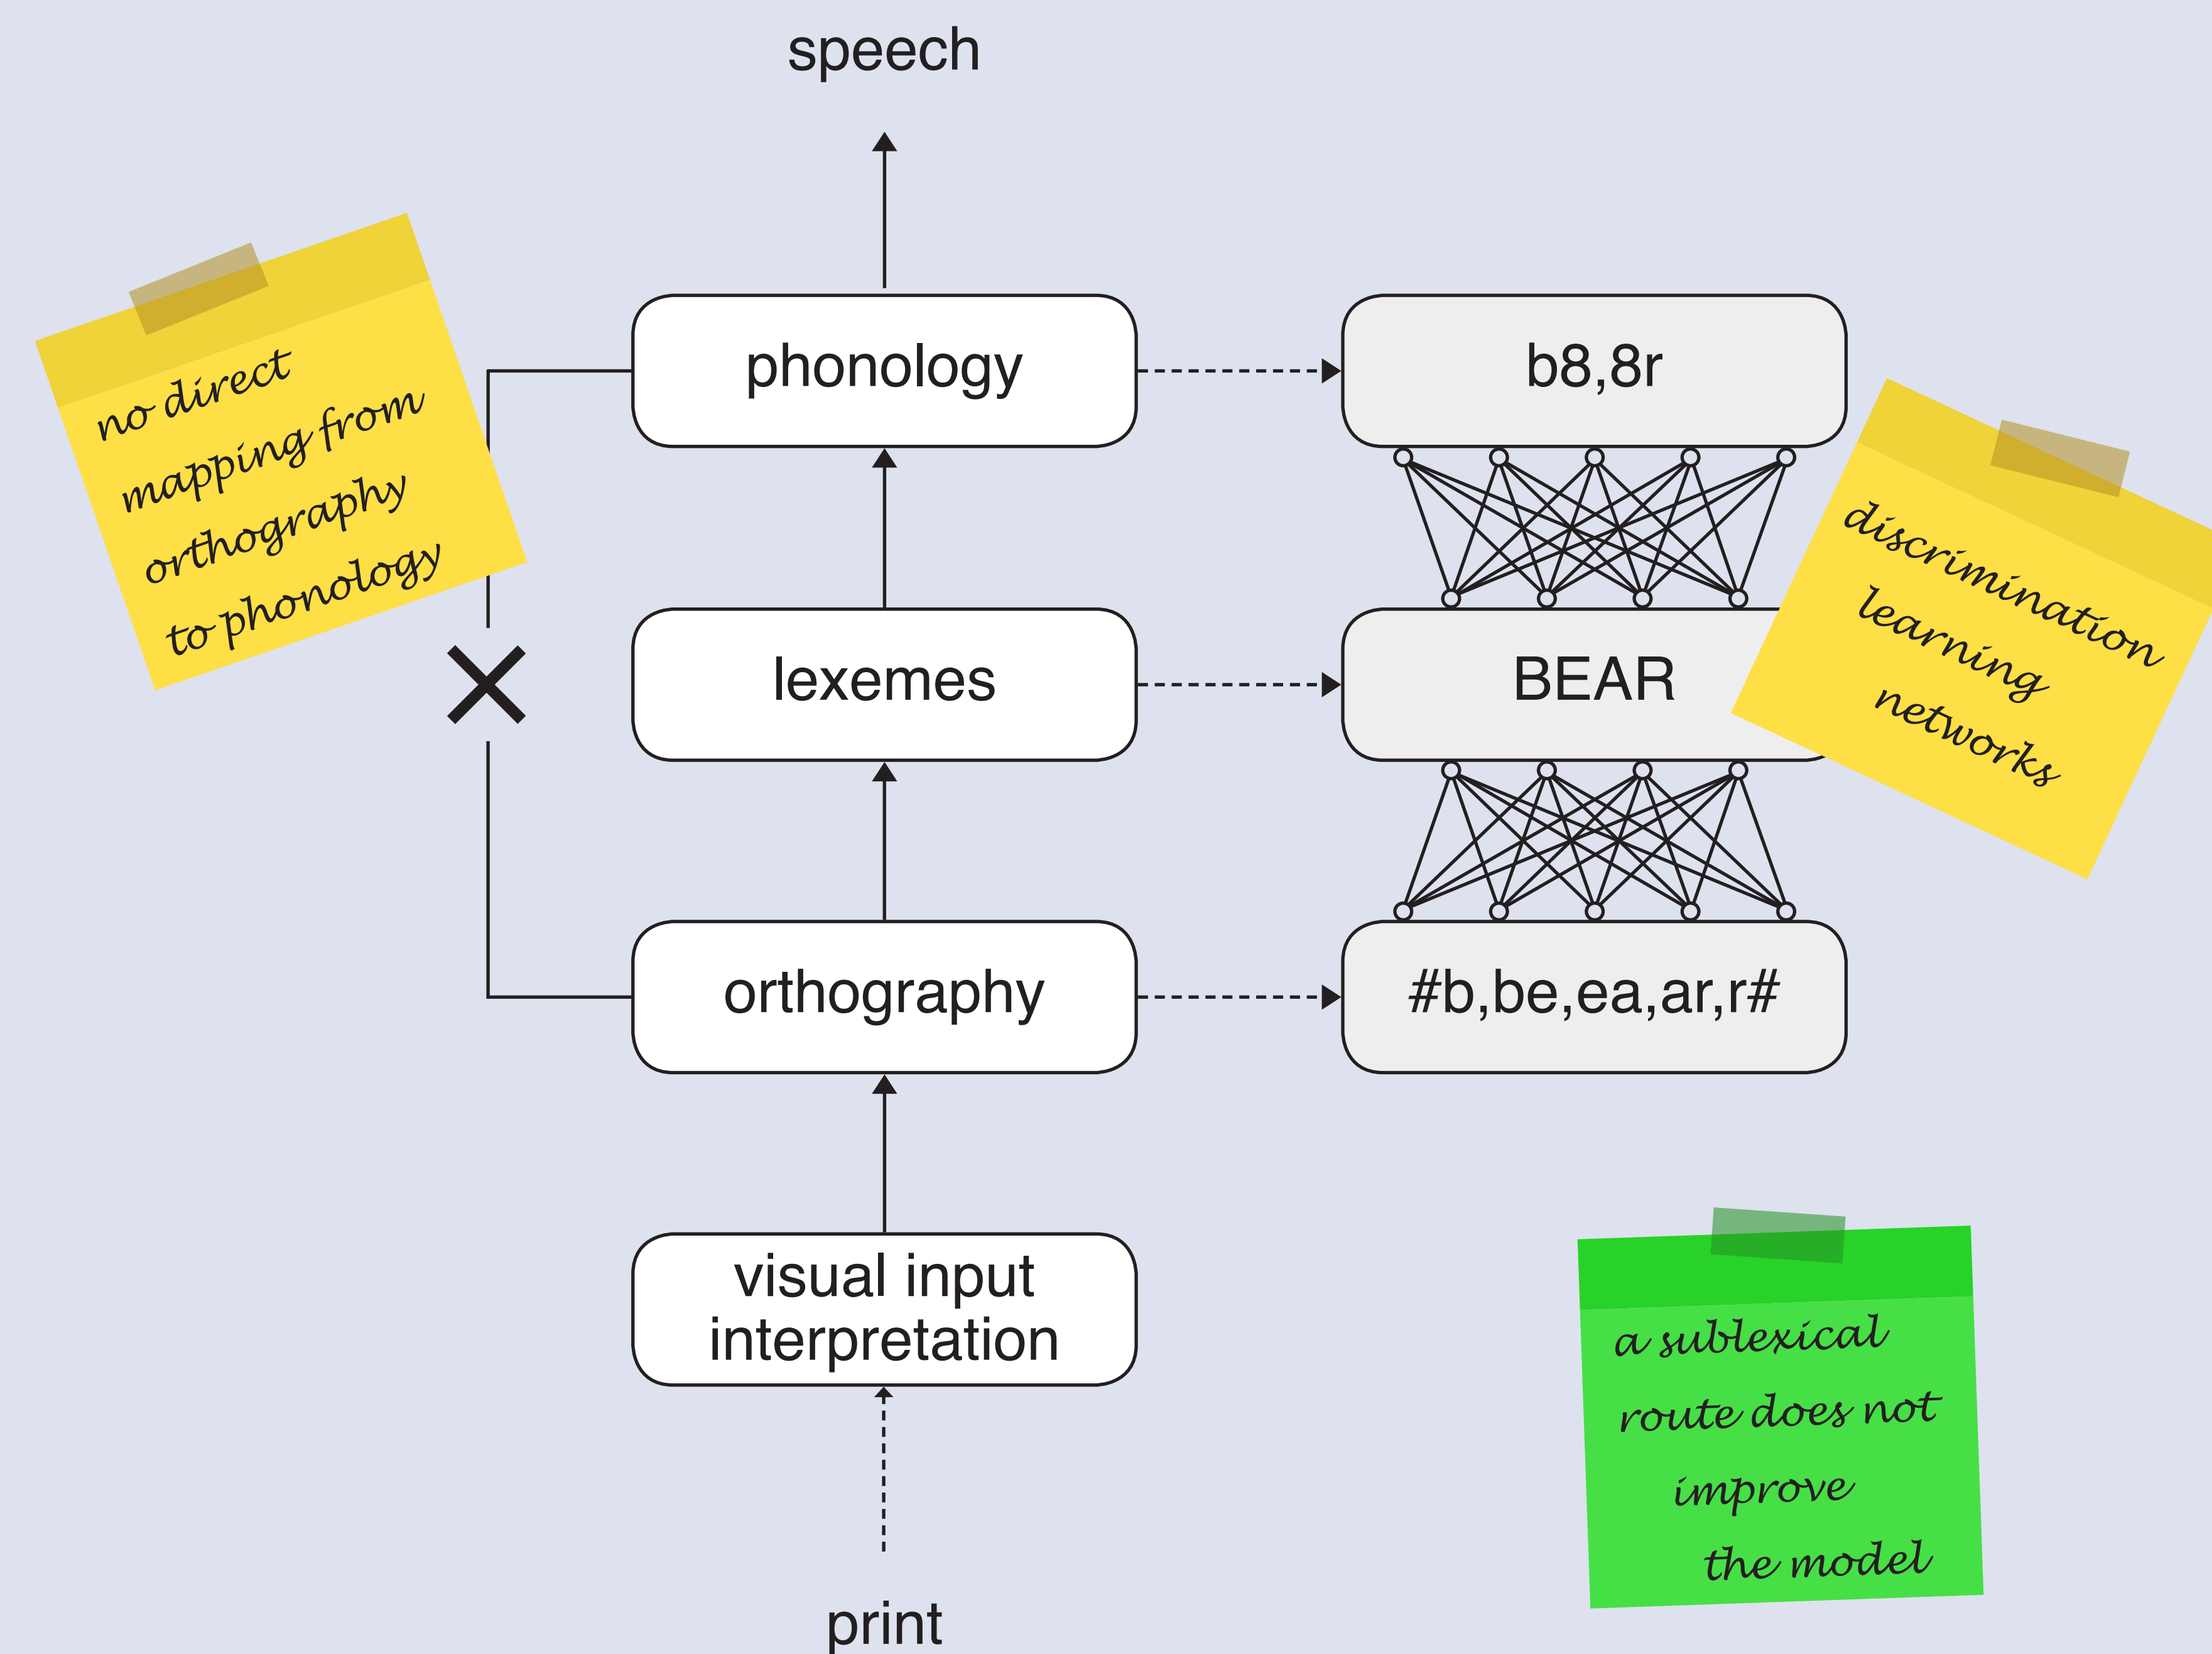 speech
no direct
mapping from
orthography
to phonology
phonology
b8,8r
discrimination
learning
networks
lexemes
BEAR
orthography
#b,be,ea,ar,r#
visual input
interpretation
a sublexical
route does not
improve
the model
print